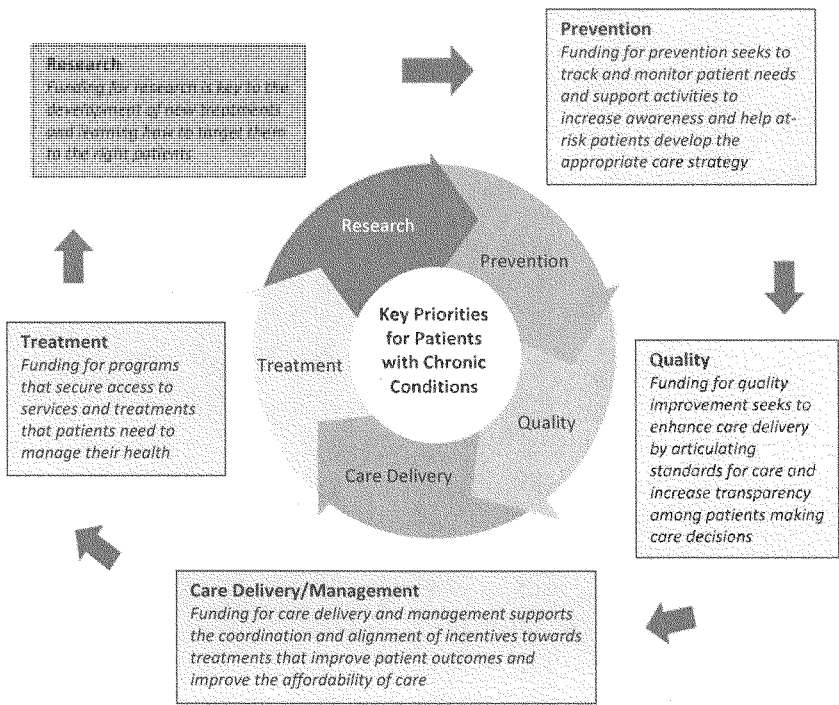 Research
Funding for research is key to the
development of new treatments
and learning how to target them
to the right patients
Prevention
Funding for prevention seeks to
track and monitor patient needs
and support activities to
increase awareness and help at-
risk patients develop the
appropriate care strategy
Research
Prevention
Key Priorities
for Patients
with Chronic
Conditions
Treatment
Quality
Care Delivery
Treatment
Funding for programs
that secure access to
services and treatments
that patients need to
manage their health
Quality
Funding for quality
improvement seeks to
enhance care delivery
by articulating
standards for care and
increase transparency
among patients making
care decisions
Care Delivery/Management
Funding for care delivery and management supports
the coordination and alignment of incentives towards
treatments that improve patient outcomes and
improve the affordability of care